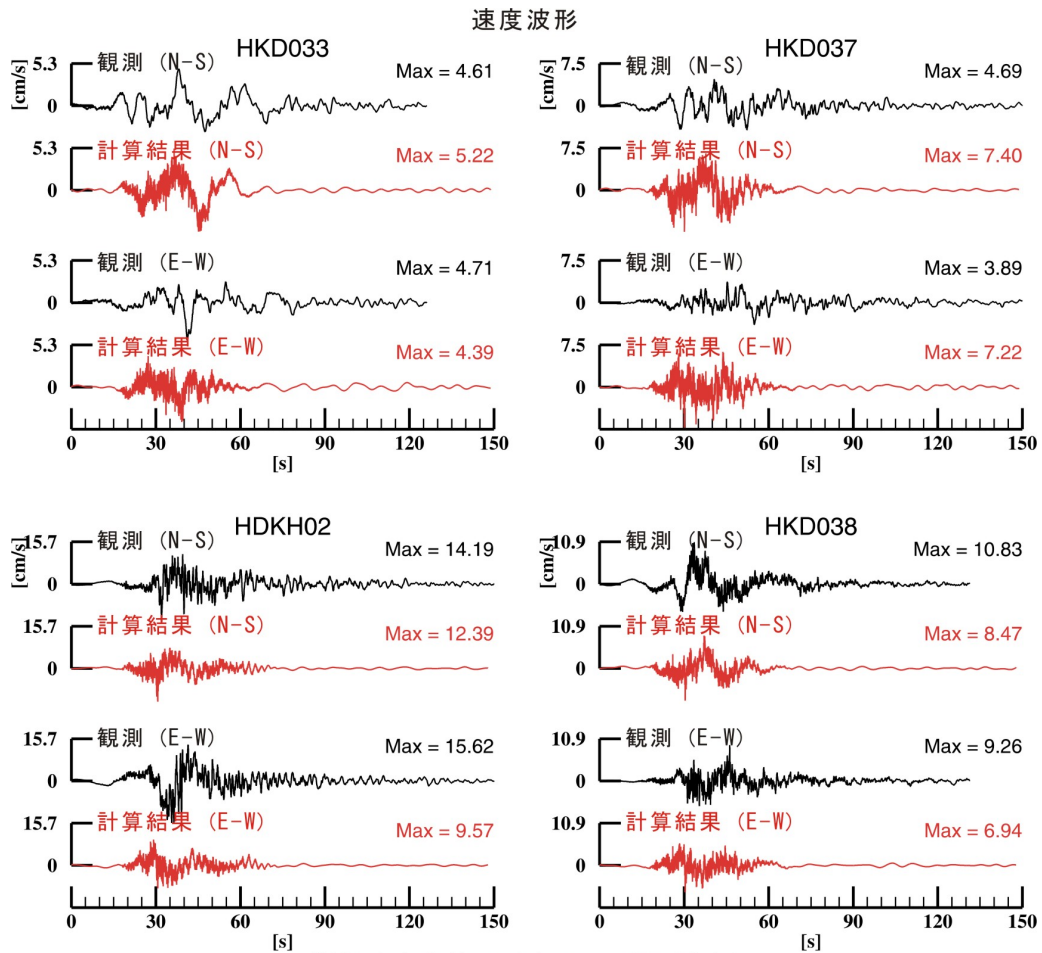 速度波形
HKD033
[cm/s]
5.3
0
観測 (N-S)
Max = 4.61
5.3
0
計算結果 (N-S)
Max = 5.22
5.3
0
観測 (E-W)
Max = 4.71
5.3
0
計算結果 (E-W)
Max = 4.39
0 30 60 90 120 150
[s]
HKD037
7.5
0
観測 (N-S)
Max = 4.69
7.5
0
計算結果 (N-S)
Max = 7.40
7.5
0
観測 (E-W)
Max = 3.89
7.5
0
計算結果 (E-W)
Max = 7.22
0 30 60 90 120 150
[s]
HDKH02
[cm/s]
15.7
0
観測 (N-S)
Max = 14.19
15.7
0
計算結果 (N-S)
Max = 12.39
15.7
0
観測 (E-W)
Max = 15.62
15.7
0
計算結果 (E-W)
Max = 9.57
0 30 60 90 120 150
[s]
HKD038
[cm/s]
10.9
0
観測 (N-S)
Max = 10.83
10.9
0
計算結果 (N-S)
Max = 8.47
10.9
0
観測 (E-W)
Max = 9.26
10.9
0
計算結果 (E-W)
Max = 6.94
0 30 60 90 120 150
[s]